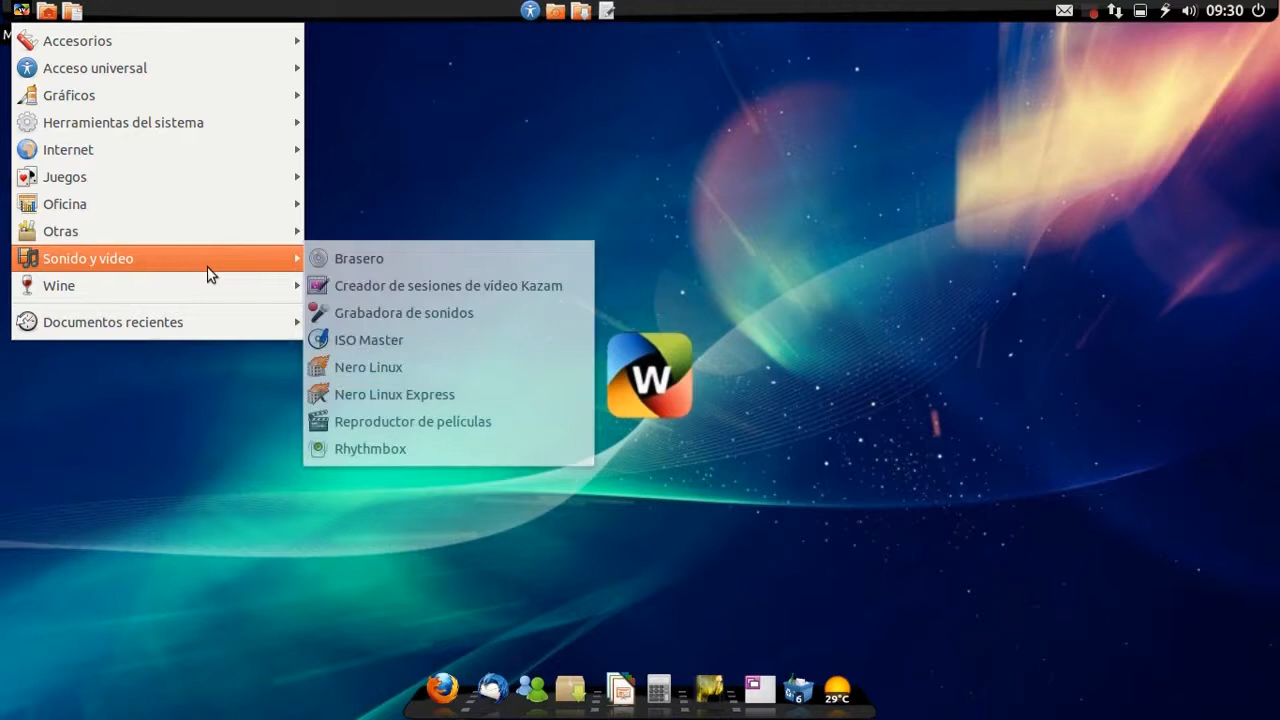 09:30
M
Accesorios
Acceso universal
Gráficos
Herramientas del sistema
Internet
Juegos
Oficina
Otras
Sonido y vídeo
Wine
Documentos recientes
Brasero
Creador de sesiones de vídeo Kazam
Grabadora de sonidos
ISO Master
Nero Linux
Nero Linux Express
Reproductor de películas
Rhythmbox
W
6
29°C